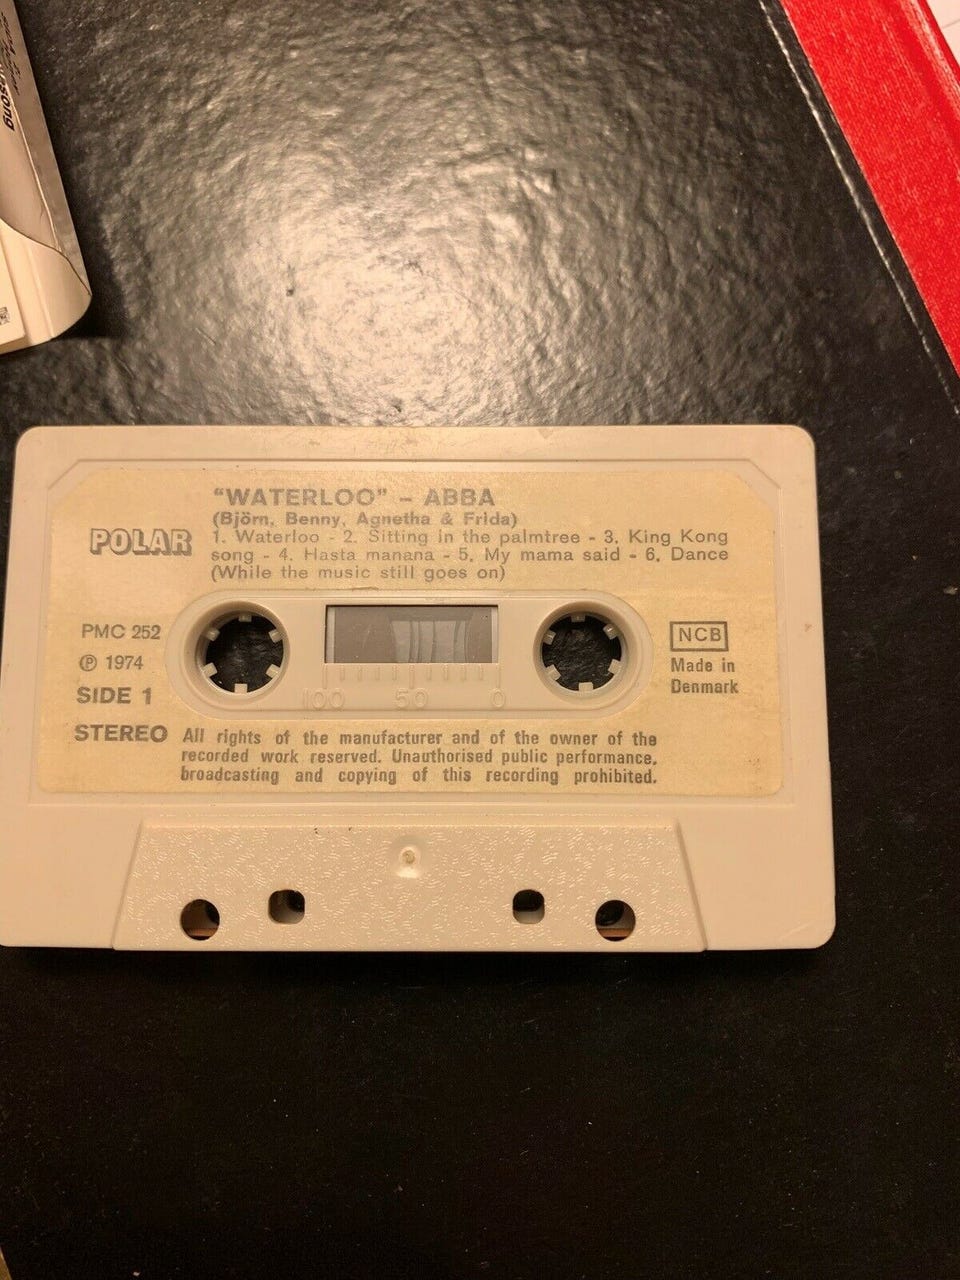 "WATERLOO" – ABBA
(Björn, Benny, Agnetha & Frida)
1. Waterloo - 2. Sitting in the palmtree - 3. King Kong
song - 4. Hasta manana - 5. My mama said - 6. Dance
(While the music still goes on)
POLAR
PMC 252
Ⓟ 1974
SIDE 1
STEREO
NCB
Made in
Denmark
100 50 0
All rights of the manufacturer and of the owner of the
recorded work reserved. Unauthorised public performance,
broadcasting and copying of this recording prohibited.